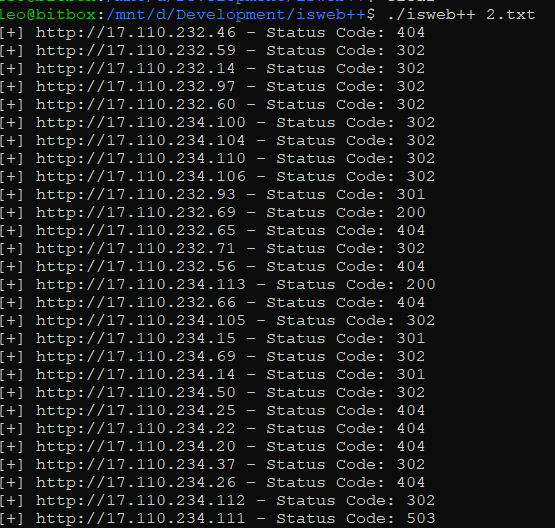 leo@bitbox:/mnt/d/Development/isweb++$ ./isweb++ 2.txt
[+] http://17.110.232.46 - Status Code: 404
[+] http://17.110.232.59 - Status Code: 302
[+] http://17.110.232.14 - Status Code: 302
[+] http://17.110.232.97 - Status Code: 302
[+] http://17.110.232.60 - Status Code: 302
[+] http://17.110.234.100 - Status Code: 302
[+] http://17.110.234.104 - Status Code: 302
[+] http://17.110.234.110 - Status Code: 302
[+] http://17.110.234.106 - Status Code: 302
[+] http://17.110.232.93 - Status Code: 301
[+] http://17.110.232.69 - Status Code: 200
[+] http://17.110.232.65 - Status Code: 404
[+] http://17.110.232.71 - Status Code: 302
[+] http://17.110.232.56 - Status Code: 404
[+] http://17.110.234.113 - Status Code: 200
[+] http://17.110.232.66 - Status Code: 404
[+] http://17.110.234.105 - Status Code: 302
[+] http://17.110.234.15 - Status Code: 301
[+] http://17.110.234.69 - Status Code: 302
[+] http://17.110.234.14 - Status Code: 301
[+] http://17.110.234.50 - Status Code: 302
[+] http://17.110.234.25 - Status Code: 404
[+] http://17.110.234.22 - Status Code: 404
[+] http://17.110.234.20 - Status Code: 404
[+] http://17.110.234.37 - Status Code: 302
[+] http://17.110.234.26 - Status Code: 404
[+] http://17.110.234.112 - Status Code: 302
[+] http://17.110.234.111 - Status Code: 503